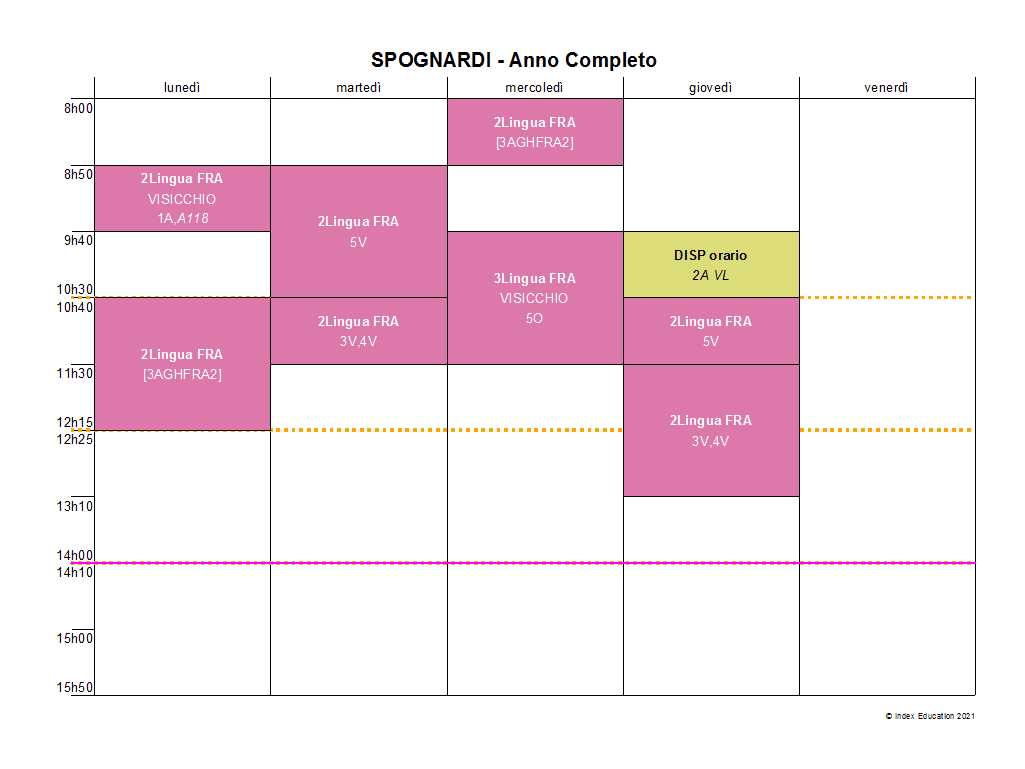 SPOGNARDI - Anno Completo
lunedì martedì mercoledì giovedì venerdì
8h00
8h50
9h40
10h30
10h40
11h30
12h15
12h25
13h10
14h00
14h10
15h00
15h50
2Lingua FRA
VISICCHIO
1A,A118
2Lingua FRA
[3AGHFRA2]
2Lingua FRA
5V
2Lingua FRA
3V,4V
2Lingua FRA
[3AGHFRA2]
3Lingua FRA
VISICCHIO
5O
DISP orario
2A VL
2Lingua FRA
5V
2Lingua FRA
3V,4V
© Index Education 2021